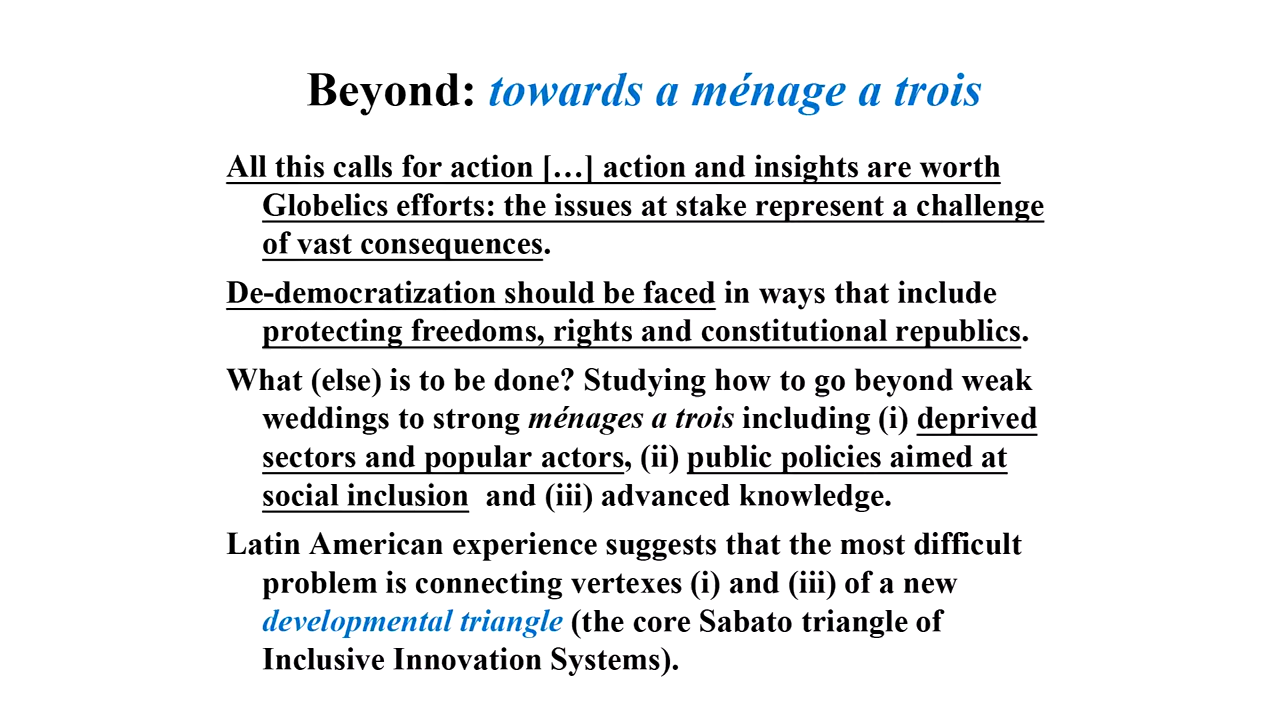 Beyond: towards a ménage a trois
All this calls for action […] action and insights are worth
Globelics efforts: the issues at stake represent a challenge
of vast consequences.
De-democratization should be faced in ways that include
protecting freedoms, rights and constitutional republics.
What (else) is to be done? Studying how to go beyond weak
weddings to strong ménages a trois including (i) deprived
sectors and popular actors, (ii) public policies aimed at
social inclusion and (iii) advanced knowledge.
Latin American experience suggests that the most difficult
problem is connecting vertexes (i) and (iii) of a new
developmental triangle (the core Sabato triangle of
Inclusive Innovation Systems).